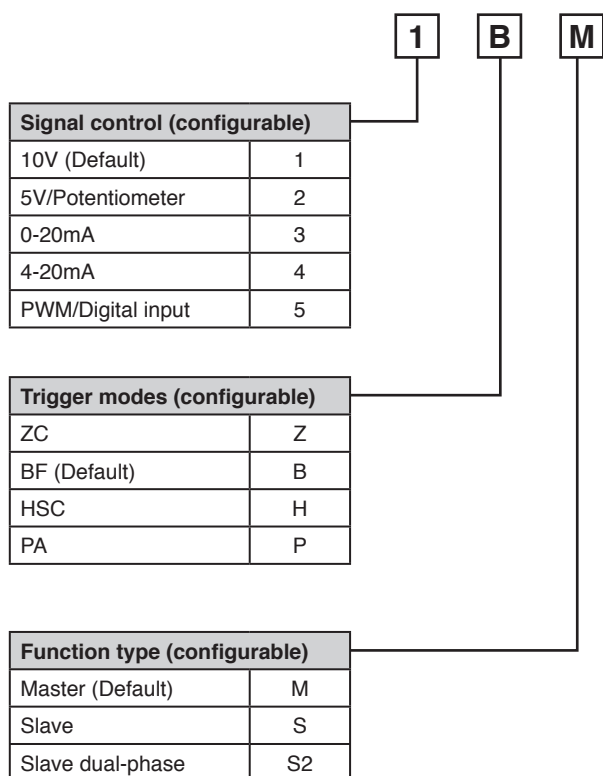 1 B M
Signal control (configurable)
10V (Default) 1
5V/Potentiometer 2
0-20mA 3
4-20mA 4
PWM/Digital input 5
Trigger modes (configurable)
ZC Z
BF (Default) B
HSC H
PA P
Function type (configurable)
Master (Default) M
Slave S
Slave dual-phase S2